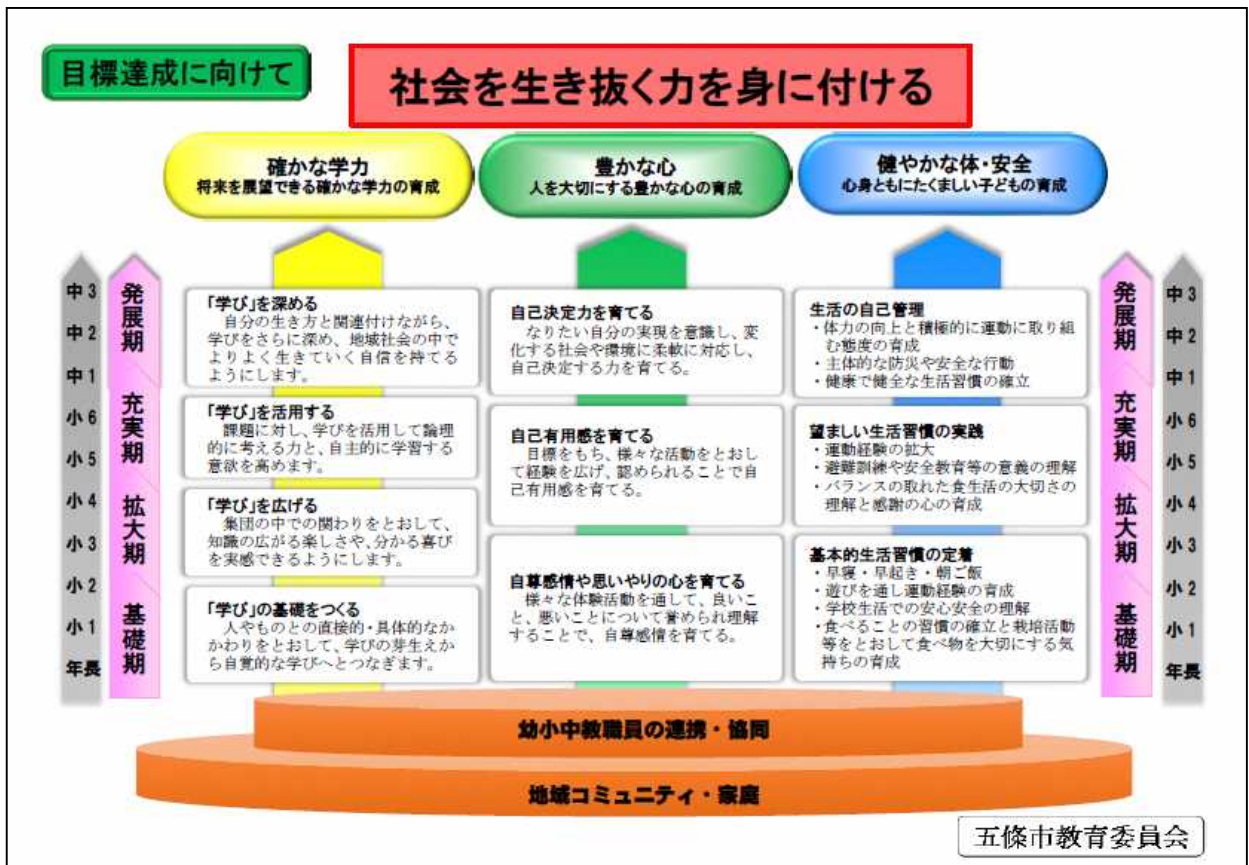 目標達成に向けて
社会を生き抜く力を身に付ける
確かな学力
将来を展望できる確かな学力の育成
豊かな心
人を大切にする豊かな心の育成
健やかな体・安全
心身ともにたくましい子どもの育成
中3
中2
中1
小6
小5
小4
小3
小2
小1
年長
発展期
充実期
拡大期
基礎期
「学び」を深める
自分の生き方と関連付けながら、
学びをさらに深め、地域社会の中で
よりよく生きていく自信を持てる
ようにします。
「学び」を活用する
課題に対し、学びを活用して論理
的に考える力と、自主的に学習する
意欲を高めます。
「学び」を広げる
集団の中での関わりをとおして、
知識の広がる楽しさや、分かる喜び
を実感できるようにします。
「学び」の基礎をつくる
人やものとの直接的・具体的なか
かわりをとおして、学びの芽生えか
ら自覚的な学びへとつなぎます。
自己決定力を育てる
なりたい自分の実現を意識し、変
化する社会や環境に柔軟に対応し、
自己決定する力を育てる。
自己有用感を育てる
目標をもち、様々な活動をとおし
て経験を広げ、認められることで自
己有用感を育てる。
自尊感情や思いやりの心を育てる
様々な体験活動を通して、良いこ
と、悪いことについて誉められ理解
することで、自尊感情を育てる。
生活の自己管理
・体力の向上と積極的に運動に取り組
む態度の育成
・主体的な防災や安全な行動
・健康で健全な生活習慣の確立
望ましい生活習慣の実践
・運動経験の拡大
・避難訓練や安全教育等の意義の理解
・バランスの取れた食生活の大切さの
理解と感謝の心の育成
基本的生活習慣の定着
・早寝・早起き・朝ご飯
・遊びを通し運動経験の育成
・学校生活での安心安全の理解
・食べることの習慣の確立と栽培活動
等をとおして食べ物を大切にする気
持ちの育成
発展期
充実期
拡大期
基礎期
中3
中2
中1
小6
小5
小4
小3
小2
小1
年長
幼小中教職員の連携・協同
地域コミュニティ・家庭
五條市教育委員会